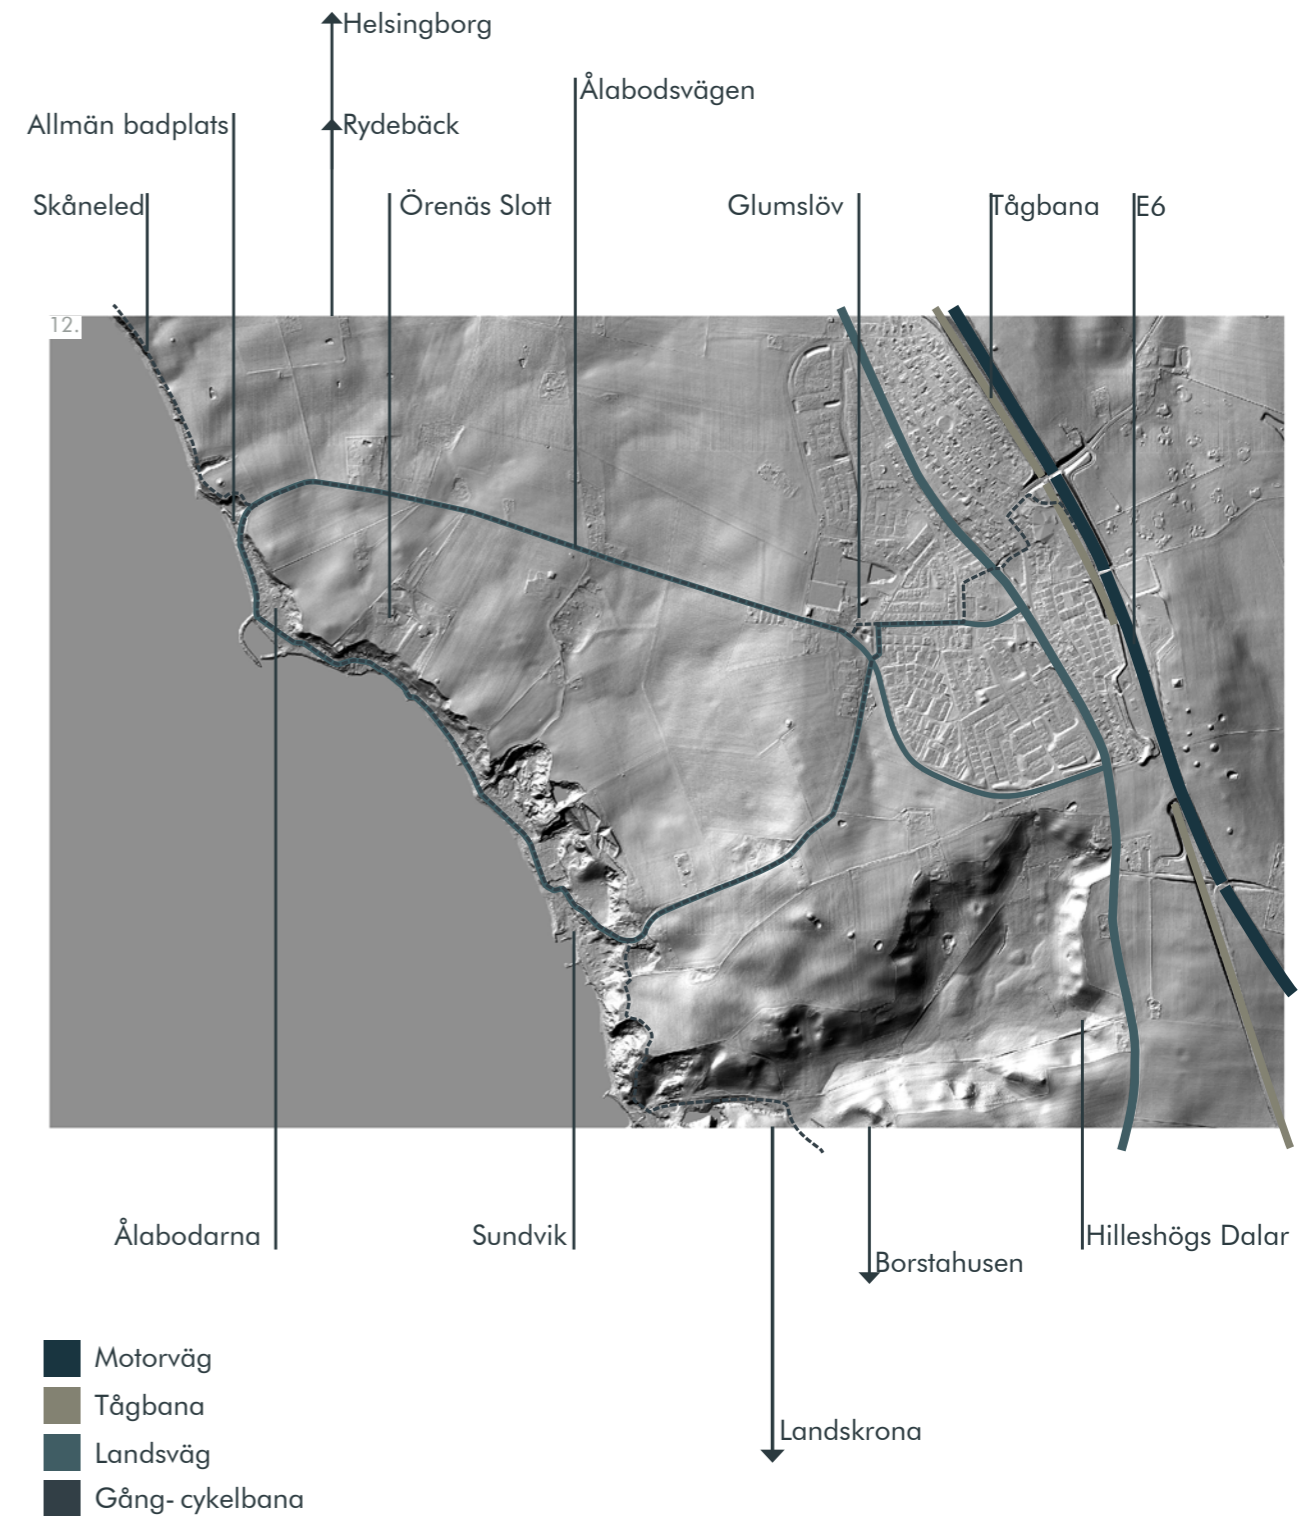 Helsingborg
Ålabodsvägen
Allmän badplats
Rydebäck
Skåneled
Örenäs Slott
Glumslöv
Tågbana
E6
12.
Ålabodarna
Sundvik
Hilleshögs Dalar
Borstahusen
Landskrona
Motorväg
Tågbana
Landsväg
Gång- cykelbana